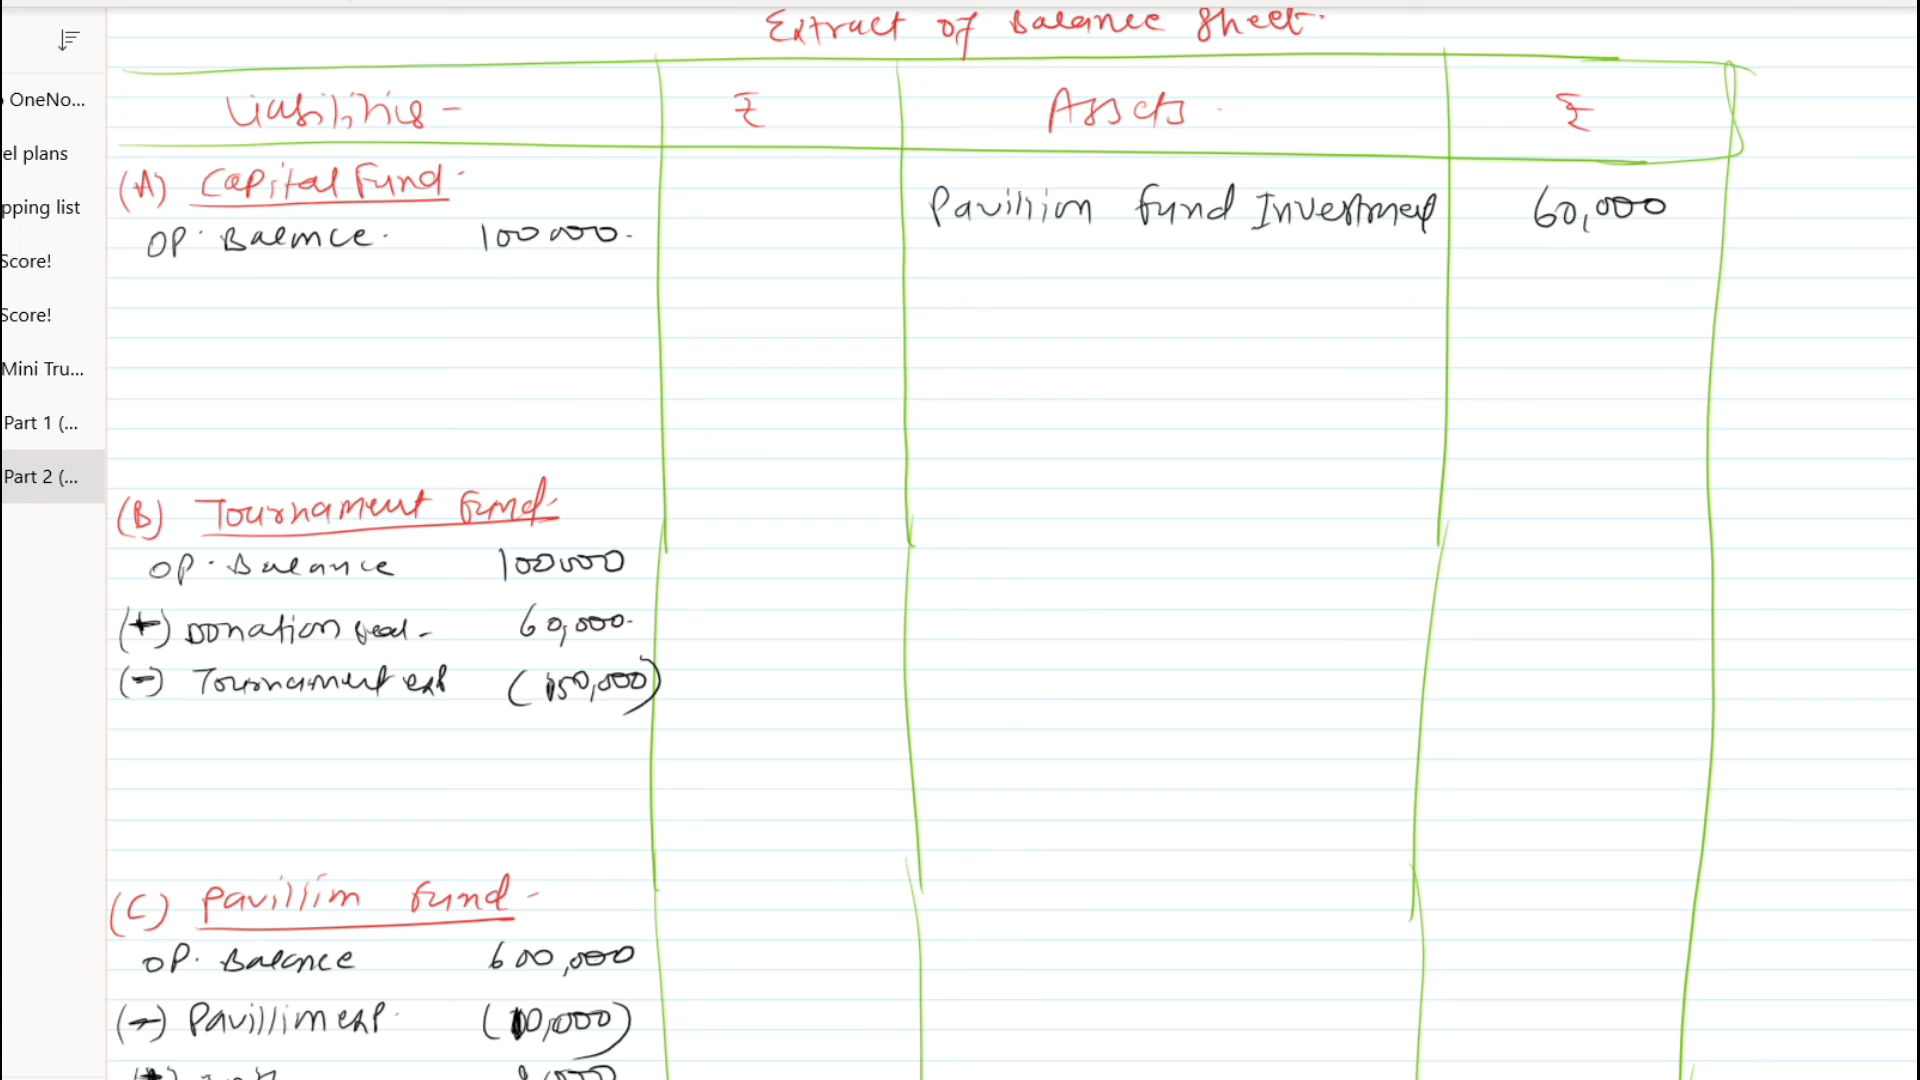 Extract of Balance Sheet.
Liabilities - ₹ Assets. ₹
(A) Capital Fund.
Pavillion Fund Investment 60,000
OP. Balance. 100000.
(B) Tournament Fund.
OP. Balance 100000
(+) Donation 60,000.
(-) Tournament exp (150,000)
(C) Pavillion Fund -
OP. Balance 600,000
(-) Pavillion exp. (10,000)
OneNo...
el plans
pping list
Score!
Score!
Mini Tru...
Part 1 (...
Part 2 (...